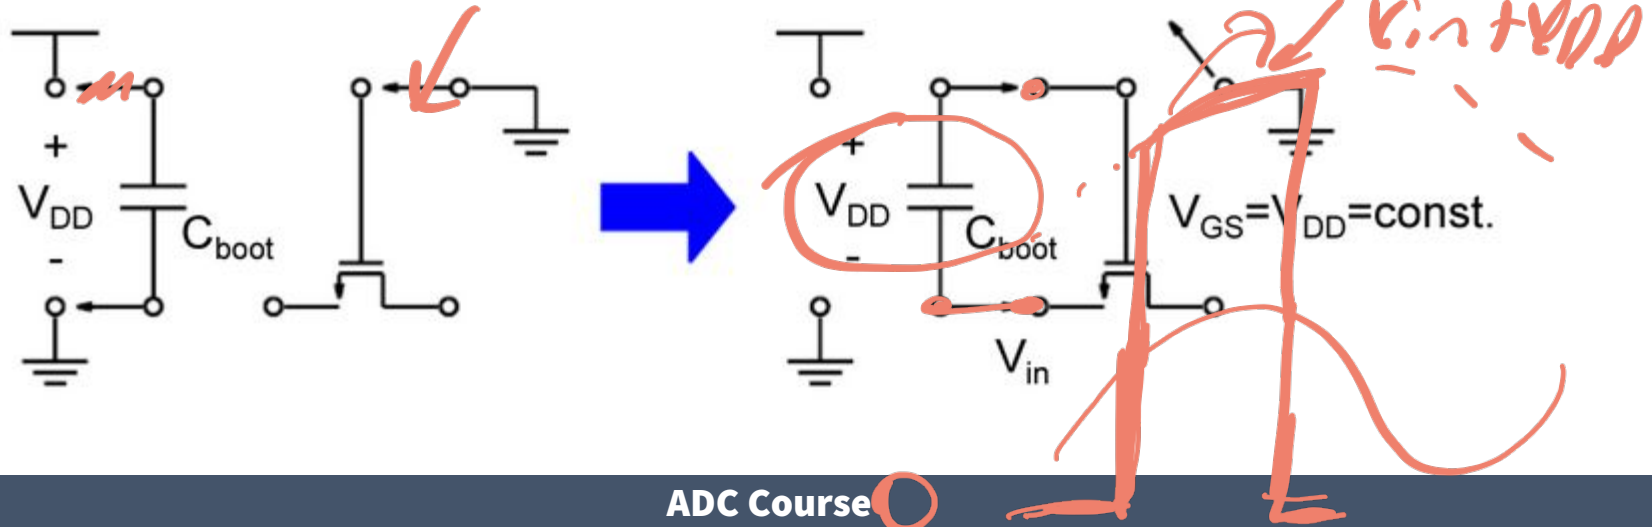 Vin + VDD
+
VDD
-
Cboot
+
VDD
-
Cboot
VGS=VDD=const.
Vin
ADC Course